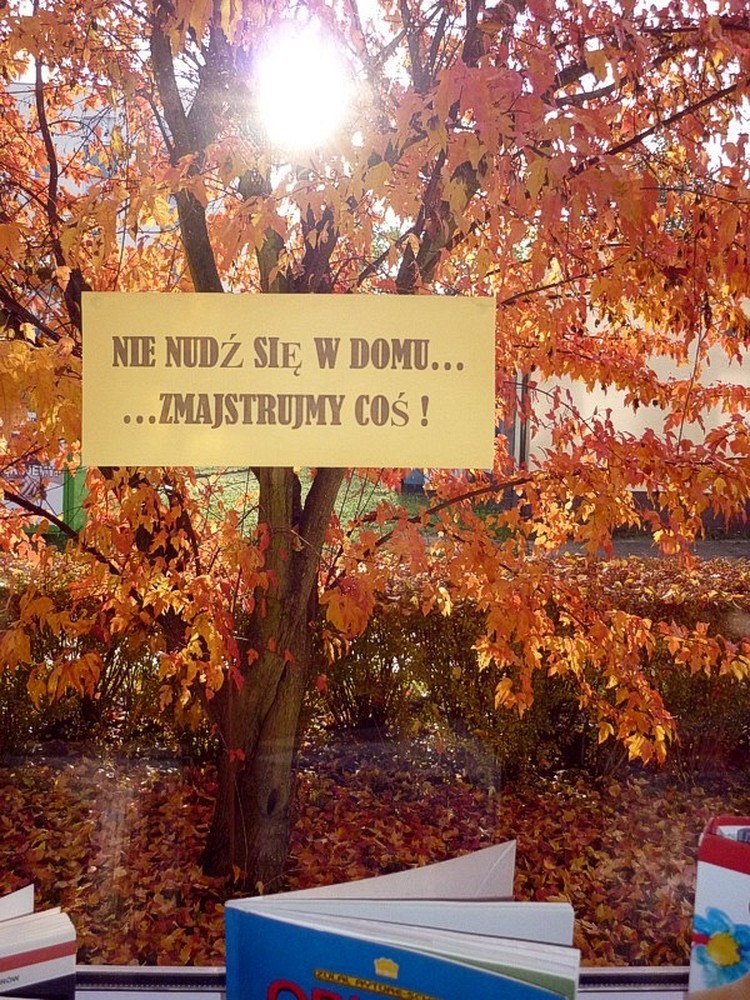 NIE NUDŹ SIĘ W DOMU...
...ZMAJSTRUJMY COŚ !